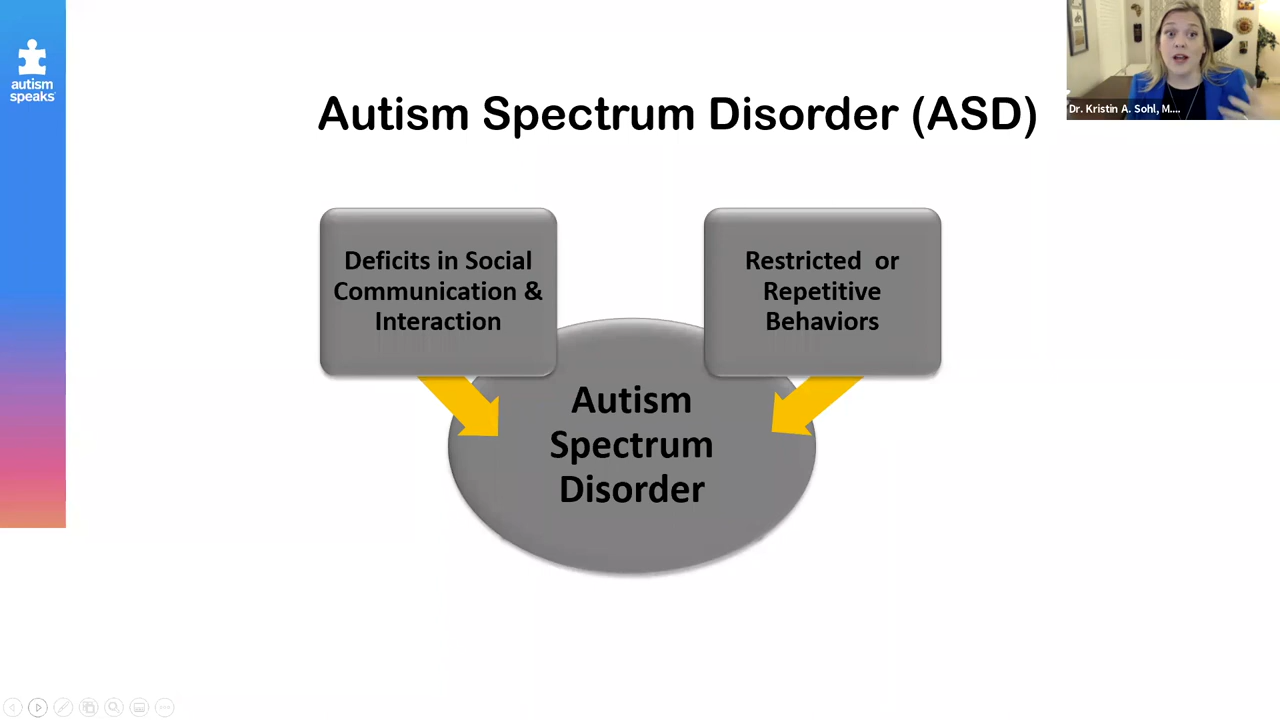 autism
speaks
Autism Spectrum Disorder (ASD)
Dr. Kristin A. Sohl, M....
Deficits in Social
Communication &
Interaction
Restricted or
Repetitive
Behaviors
Autism
Spectrum
Disorder